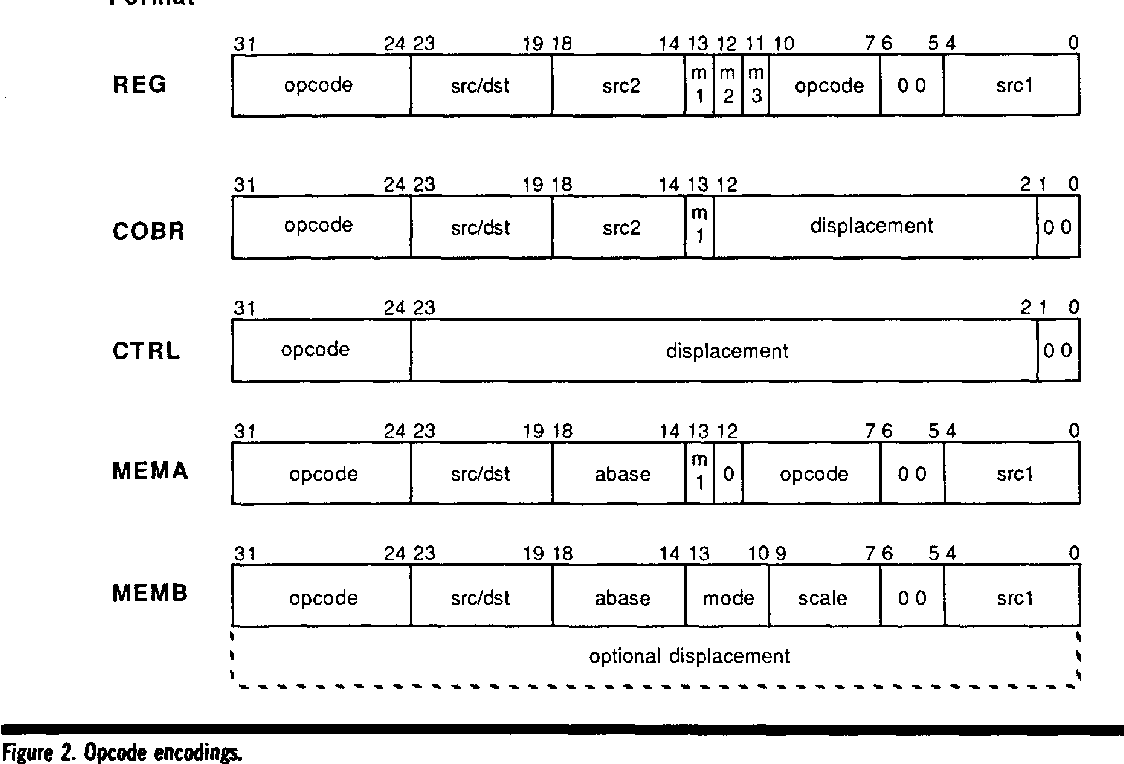 Format
31 24 23 19 18 14 13 12 11 10 7 6 5 4 0
REG opcode src/dst src2 m1 m2 m3 opcode 0 0 src1
31 24 23 19 18 14 13 12 2 1 0
COBR opcode src/dst src2 m1 displacement 0 0
31 24 23 2 1 0
CTRL opcode displacement 0 0
31 24 23 19 18 14 13 12 7 6 5 4 0
MEMA opcode src/dst abase m1 0 opcode 0 0 src1
31 24 23 19 18 14 13 10 9 7 6 5 4 0
MEMB opcode src/dst abase mode scale 0 0 src1
optional displacement
Figure 2. Opcode encodings.